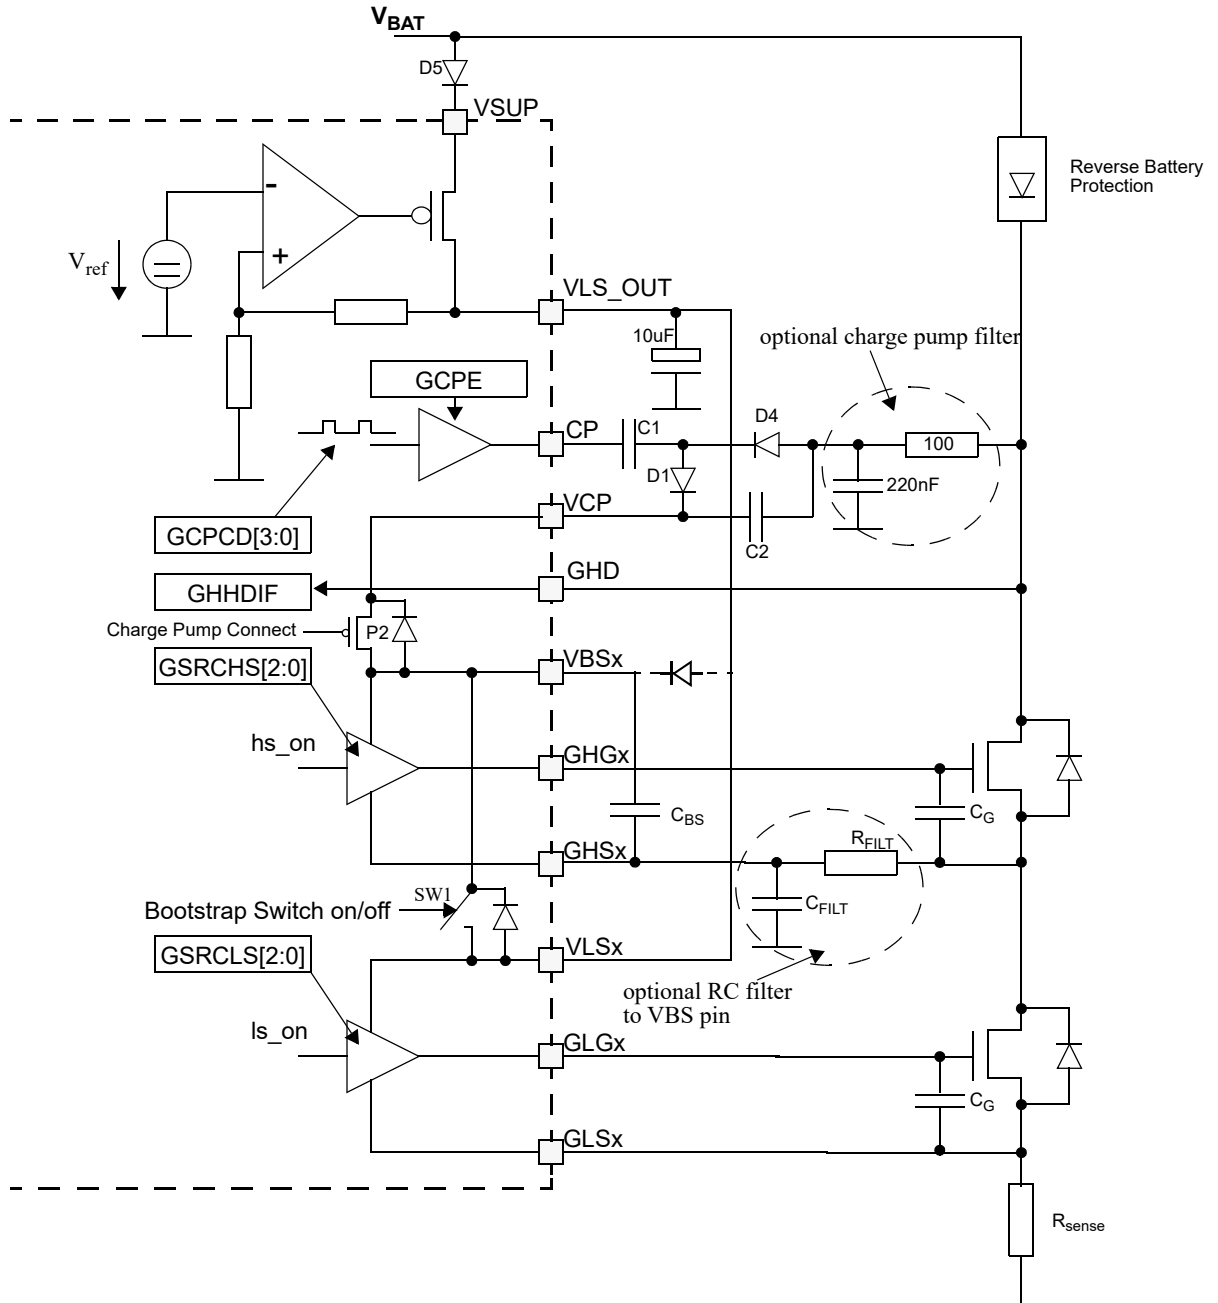 VBAT
D5
VSUP
Reverse Battery
Protection
-
+
Vref
VLS_OUT
10uF
optional charge pump filter
GCPE
CP
C1
D4
100
D1
220nF
VCP
GCPCD[3:0]
C2
GHD
GHHDIF
Charge Pump Connect
P2
GSRCHS[2:0]
VBSx
hs_on
GHGx
CBS
CG
RFILT
GHSx
SW1
Bootstrap Switch on/off
CFILT
GSRCLS[2:0]
VLSx
optional RC filter
to VBS pin
ls_on
GLGx
CG
GLSx
Rsense